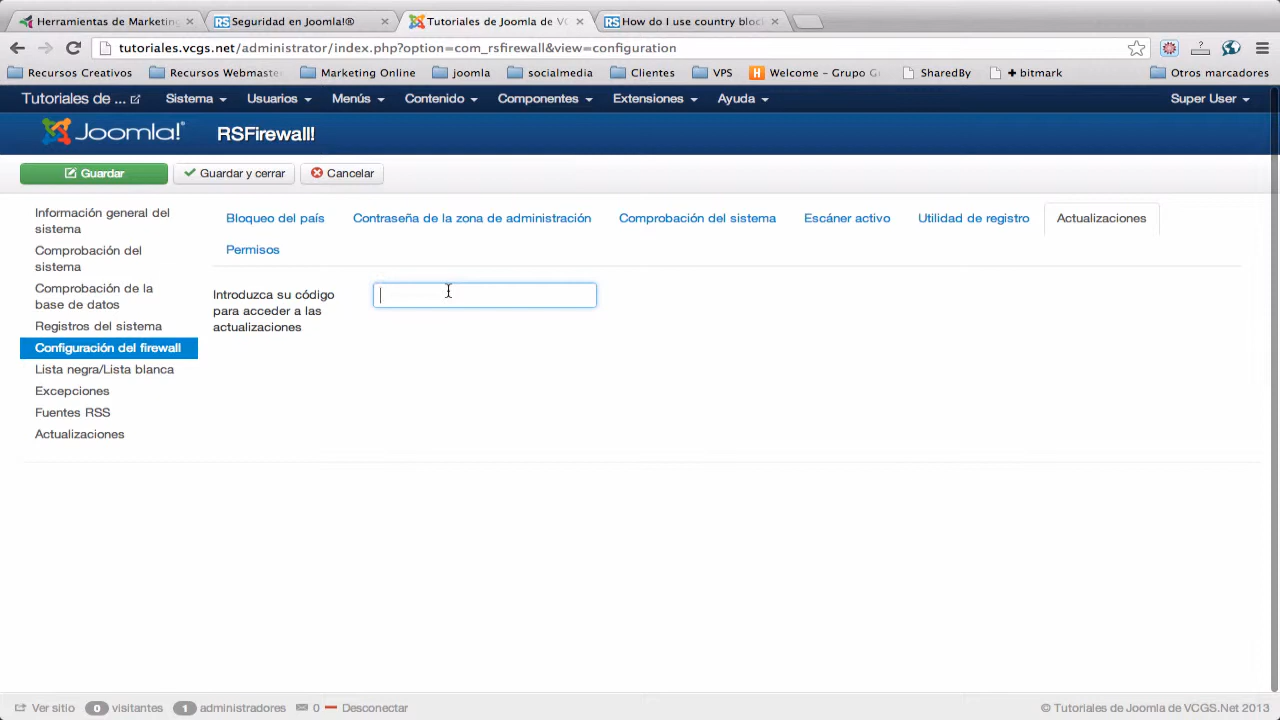 Herramientas de Marketing
Seguridad en Joomla!®
Tutoriales de Joomla de VC
How do I use country bloc
tutoriales.vcgs.net/administrator/index.php?option=com_rsfirewall&view=configuration
Recursos Creativos
Recursos Webmaste
Marketing Online
joomla
socialmedia
Clientes
VPS
Welcome - Grupo G
SharedBy
+ bitmark
Otros marcadores
Tutoriales de ...
Sistema
Usuarios
Menús
Contenido
Componentes
Extensiones
Ayuda
Super User
Joomla!®
RSFirewall!
Guardar
Guardar y cerrar
Cancelar
Información general del
sistema
Comprobación del
sistema
Comprobación de la
base de datos
Registros del sistema
Configuración del firewall
Lista negra/Lista blanca
Excepciones
Fuentes RSS
Actualizaciones
Bloqueo del país
Contraseña de la zona de administración
Comprobación del sistema
Escáner activo
Utilidad de registro
Actualizaciones
Permisos
Introduzca su código
para acceder a las
actualizaciones
Ver sitio
0 visitantes
1 administradores
0
Desconectar
© Tutoriales de Joomla de VCGS.Net 2013